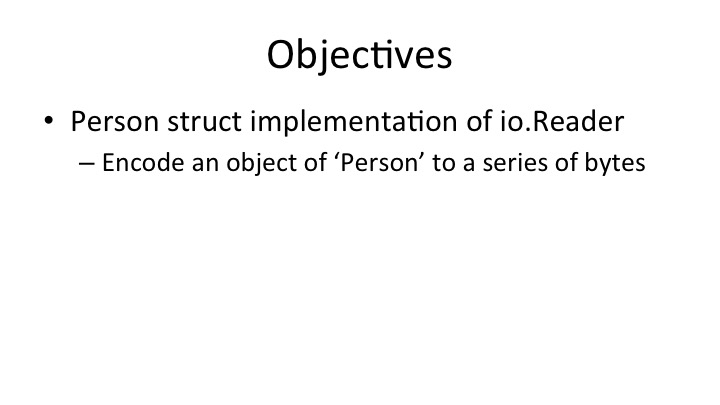 Objectives
• Person struct implementation of io.Reader
– Encode an object of ‘Person’ to a series of bytes